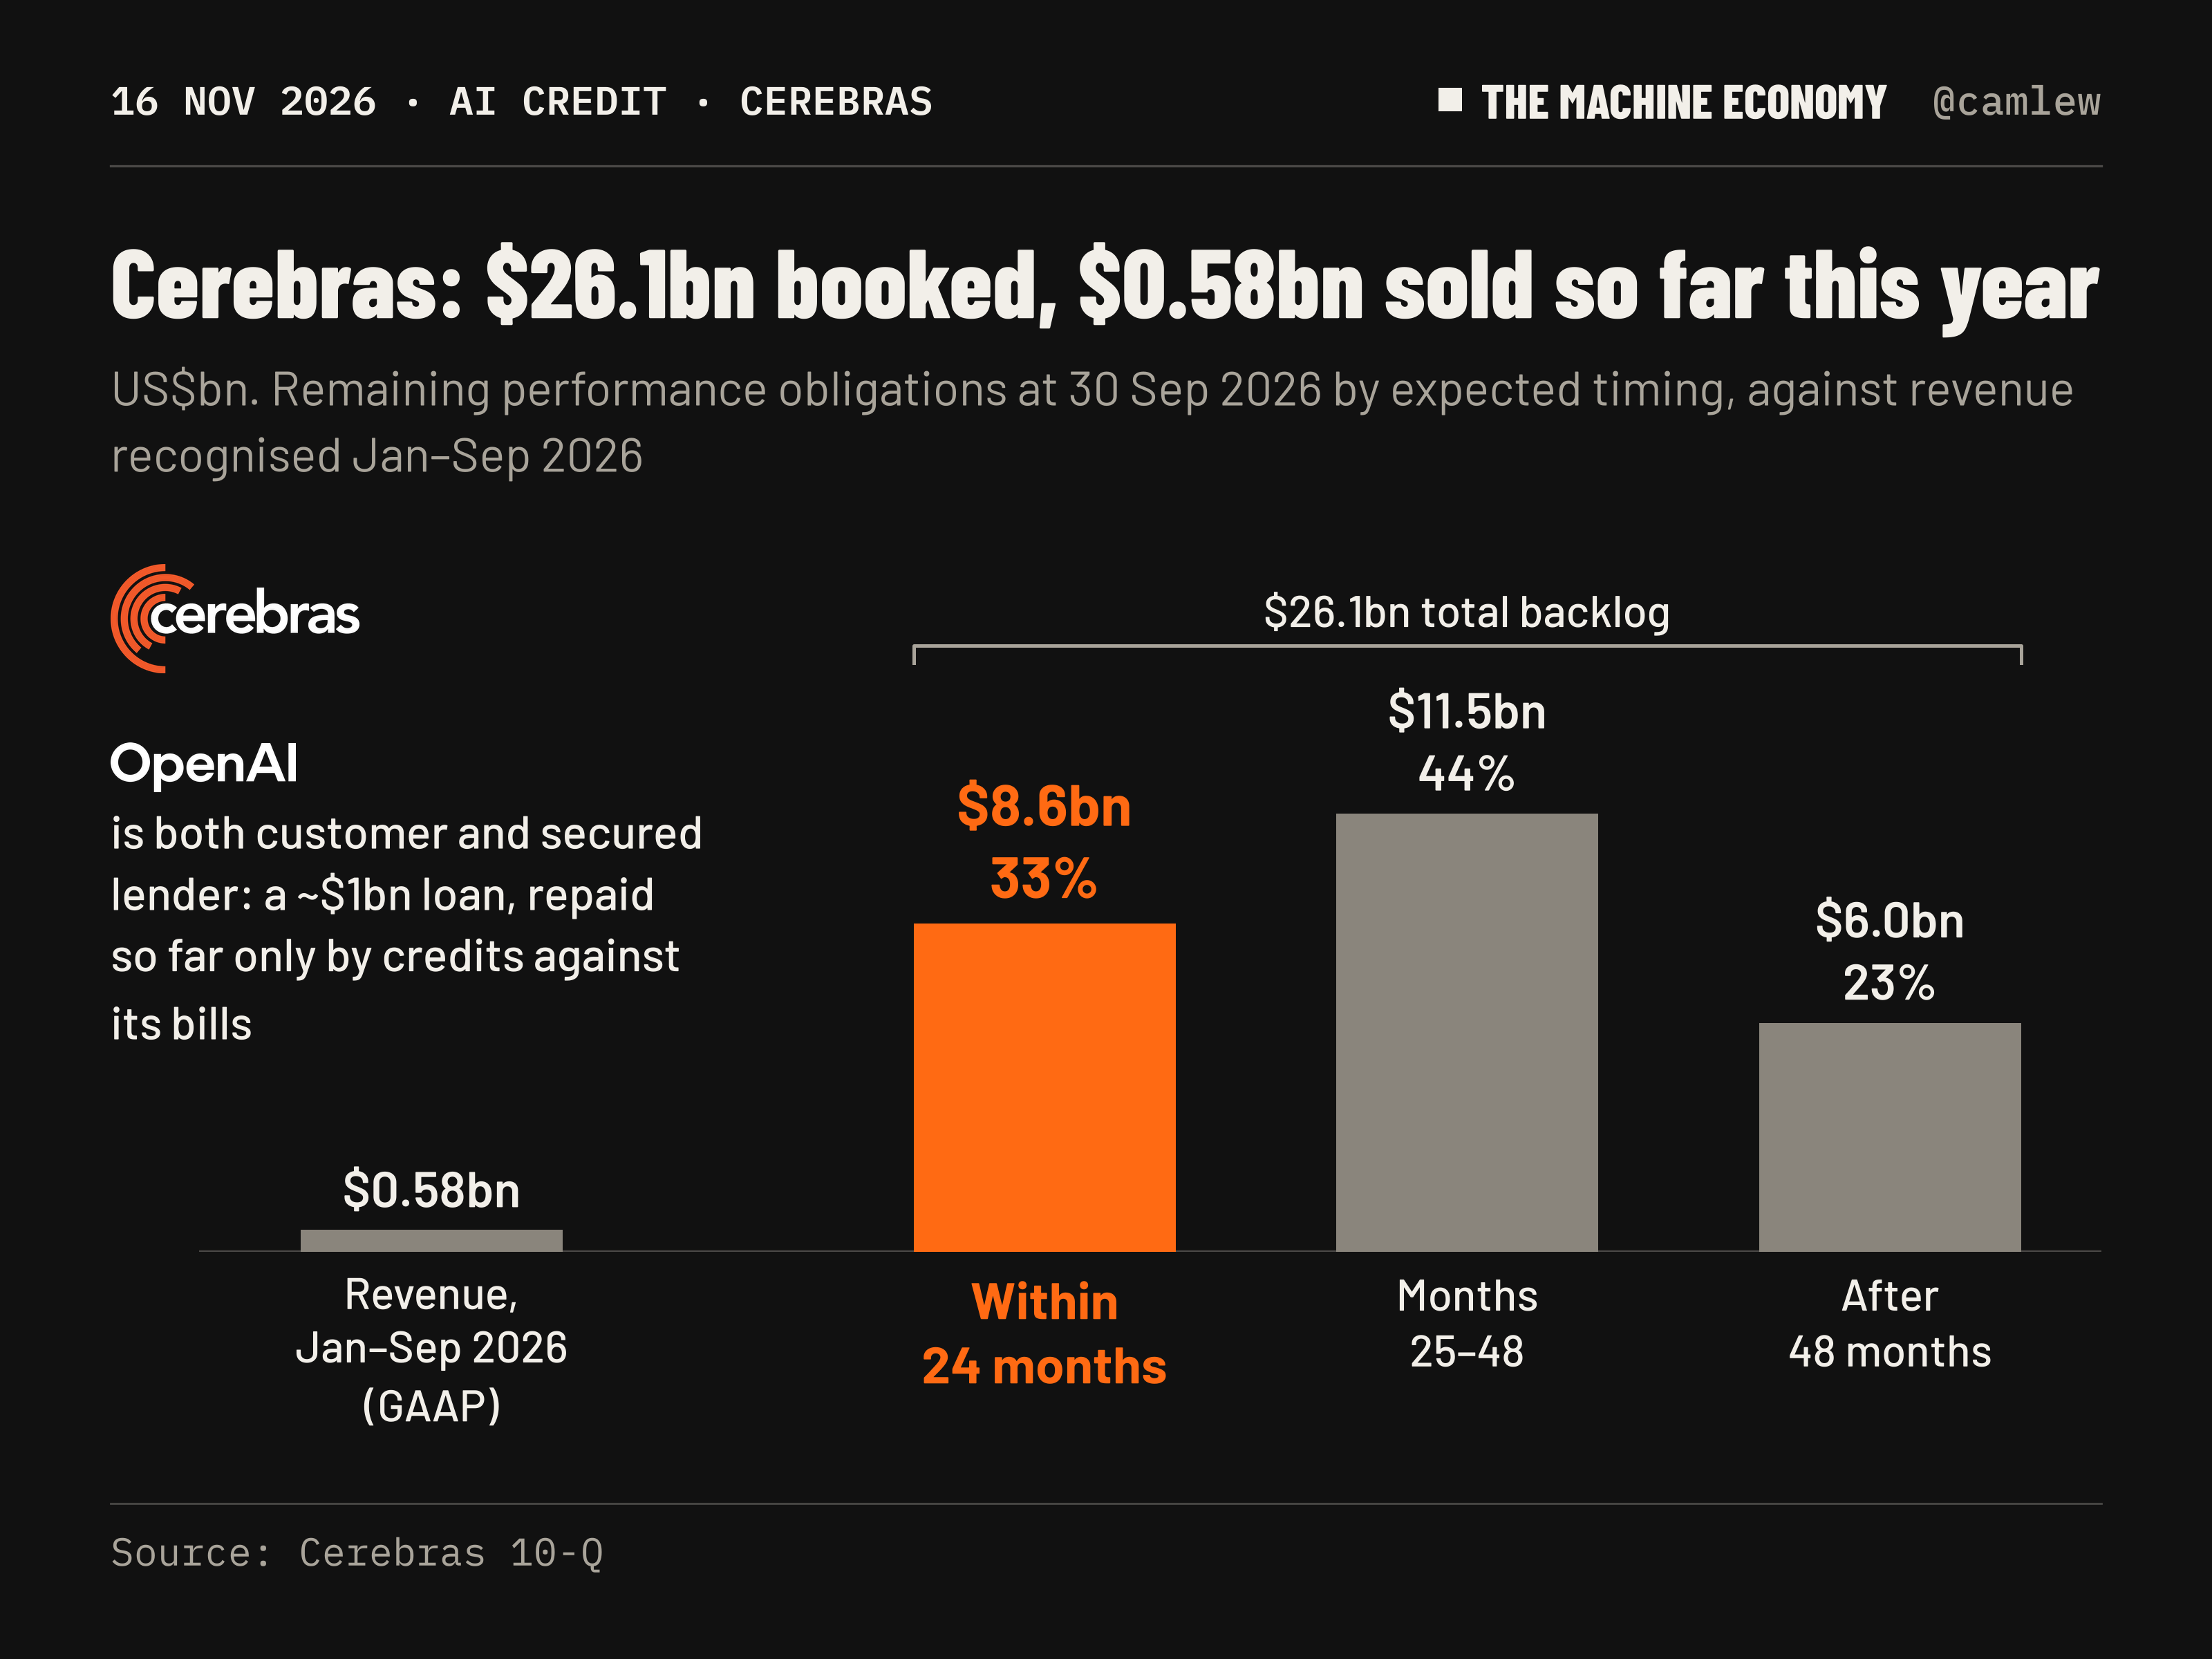 16 NOV 2026 · AI CREDIT · CEREBRAS
THE MACHINE ECONOMY @camlew
Cerebras: $26.1bn booked, $0.58bn sold so far this year
US$bn. Remaining performance obligations at 30 Sep 2026 by expected timing, against revenue
recognised Jan–Sep 2026
cerebras
OpenAI
is both customer and secured
lender: a ~$1bn loan, repaid
so far only by credits against
its bills
$26.1bn total backlog
$0.58bn
$8.6bn
33%
$11.5bn
44%
$6.0bn
23%
Revenue,
Jan–Sep 2026
(GAAP)
Within
24 months
Months
25–48
After
48 months
Source: Cerebras 10-Q